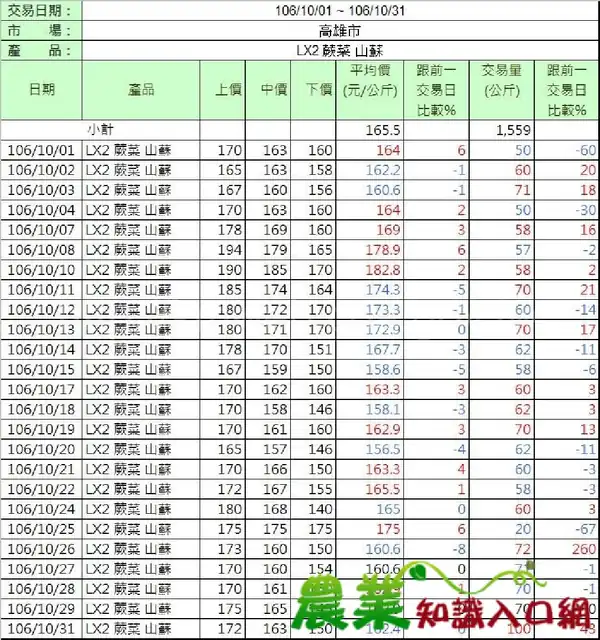 交易日期： 106/10/01 ~ 106/10/31
市 場： 高雄市
產 品： LX2 蕨菜 山蘇
日期 產品 上價 中價 下價 平均價 (元/公斤) 跟前一交易日比較% 交易量 (公斤) 跟前一交易日比較%
小計 165.5 1,559
106/10/01 LX2 蕨菜 山蘇 170 163 160 164 6 50 -60
106/10/02 LX2 蕨菜 山蘇 165 163 158 162.2 -1 60 20
106/10/03 LX2 蕨菜 山蘇 167 160 156 160.6 -1 71 18
106/10/04 LX2 蕨菜 山蘇 170 163 160 164 2 50 -30
106/10/07 LX2 蕨菜 山蘇 178 169 160 169 3 58 16
106/10/08 LX2 蕨菜 山蘇 194 179 165 178.9 6 57 -2
106/10/10 LX2 蕨菜 山蘇 190 185 170 182.8 2 58 2
106/10/11 LX2 蕨菜 山蘇 185 174 164 174.3 -5 70 21
106/10/12 LX2 蕨菜 山蘇 180 172 170 173.3 -1 60 -14
106/10/13 LX2 蕨菜 山蘇 180 171 170 172.9 0 70 17
106/10/14 LX2 蕨菜 山蘇 178 170 151 167.7 -3 62 -11
106/10/15 LX2 蕨菜 山蘇 167 159 150 158.6 -5 58 -6
106/10/17 LX2 蕨菜 山蘇 170 162 160 163.3 3 60 3
106/10/18 LX2 蕨菜 山蘇 170 158 146 158.1 -3 62 3
106/10/19 LX2 蕨菜 山蘇 170 161 160 162.9 3 70 13
106/10/20 LX2 蕨菜 山蘇 165 157 146 156.5 -4 62 -11
106/10/21 LX2 蕨菜 山蘇 170 166 150 163.3 4 60 -3
106/10/22 LX2 蕨菜 山蘇 172 167 155 165.5 1 58 -3
106/10/24 LX2 蕨菜 山蘇 180 168 140 165 0 60 3
106/10/25 LX2 蕨菜 山蘇 175 175 175 175 6 20 -67
106/10/26 LX2 蕨菜 山蘇 173 160 150 160.6 -8 72 260
106/10/27 LX2 蕨菜 山蘇 170 160 154 160.6 0 -1
106/10/28 LX2 蕨菜 山蘇 170 161 1 70 -1
106/10/29 LX2 蕨菜 山蘇 175 165 70
106/10/31 LX2 蕨菜 山蘇 172 163 150 162.4 100 43
農業知識入口網